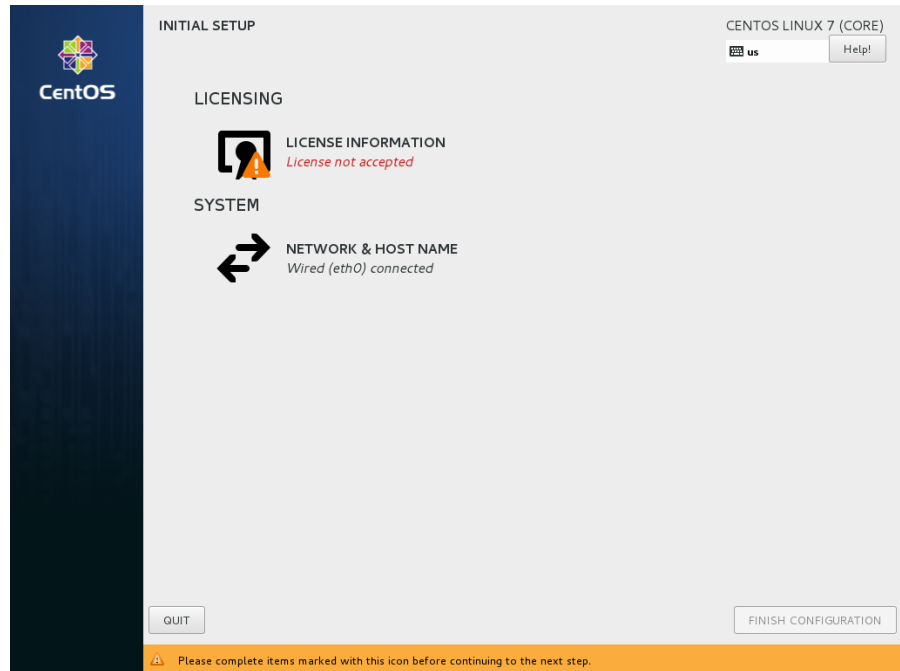 INITIAL SETUP
CENTOS LINUX 7 (CORE)
us
Help!
CentOS
LICENSING
LICENSE INFORMATION
License not accepted
SYSTEM
NETWORK & HOST NAME
Wired (eth0) connected
QUIT
FINISH CONFIGURATION
Please complete items marked with this icon before continuing to the next step.